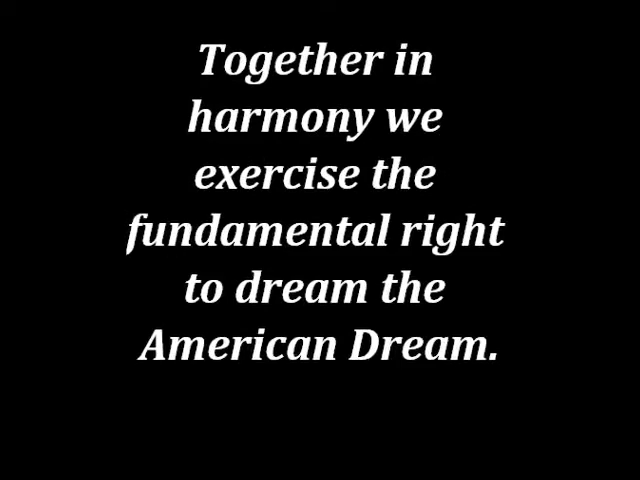 Together in
harmony we
exercise the
fundamental right
to dream the
American Dream.